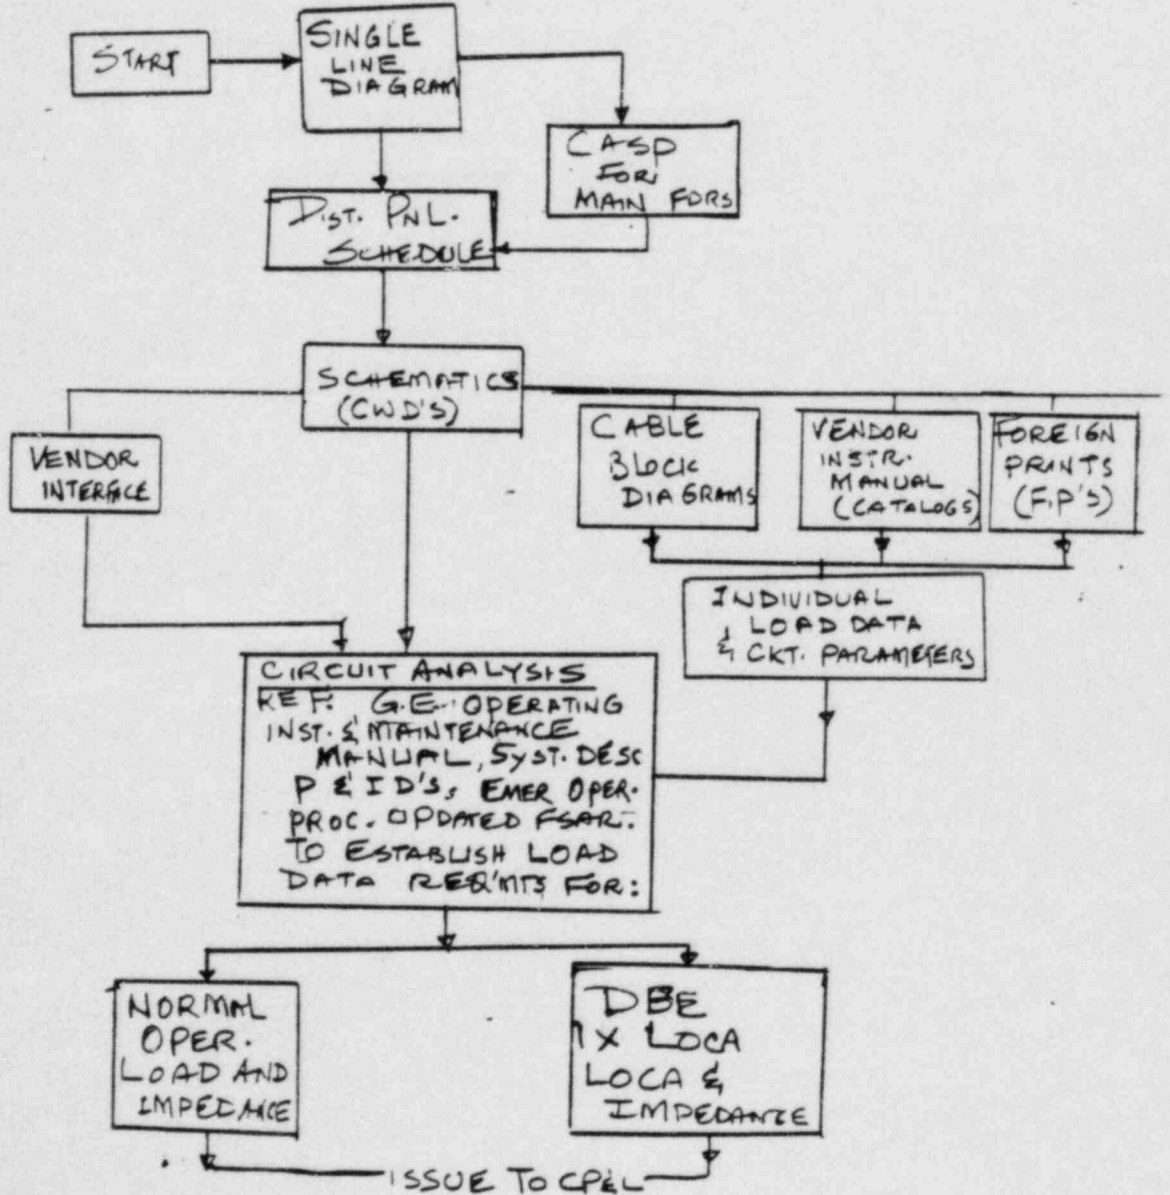 START
SINGLE
LINE
DIAGRAM
CASP
FOR
MAIN FDRS
DIST. PNL.
SCHEDULE
SCHEMATICS
(CWD'S)
VENDOR
INTERFACE
CABLE
BLOCK
DIAGRAMS
VENDOR
INSTR.
MANUAL
(CATALOGS)
FOREIGN
PRINTS
(F.P'S)
INDIVIDUAL
LOAD DATA
& CKT. PARAMETERS
CIRCUIT ANALYSIS
REF: G.E. OPERATING
INST. & MAINTENANCE
MANUAL, SYST. DESC
P & ID'S, EMER OPER.
PROC. UPDATED FSAR.
TO ESTABLISH LOAD
DATA REQ'MTS FOR:
NORMAL
OPER.
LOAD AND
IMPEDANCE
DBE
LOCA
LOCA &
IMPEDANCE
ISSUE TO CP&L